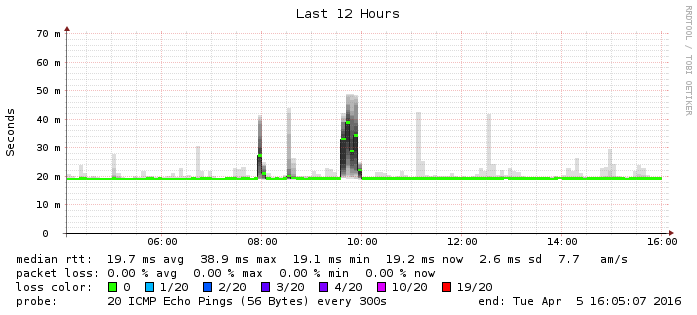 Last 12 Hours
RRDTOOL / TOBI OETIKER
Seconds
70 m
60 m
50 m
40 m
30 m
20 m
10 m
0
06:00 08:00 10:00 12:00 14:00 16:00
median rtt: 19.7 ms avg 38.9 ms max 19.1 ms min 19.2 ms now 2.6 ms sd 7.7 am/s
packet loss: 0.00 % avg 0.00 % max 0.00 % min 0.00 % now
loss color: 0 1/20 2/20 3/20 4/20 10/20 19/20
probe: 20 ICMP Echo Pings (56 Bytes) every 300s end: Tue Apr 5 16:05:07 2016